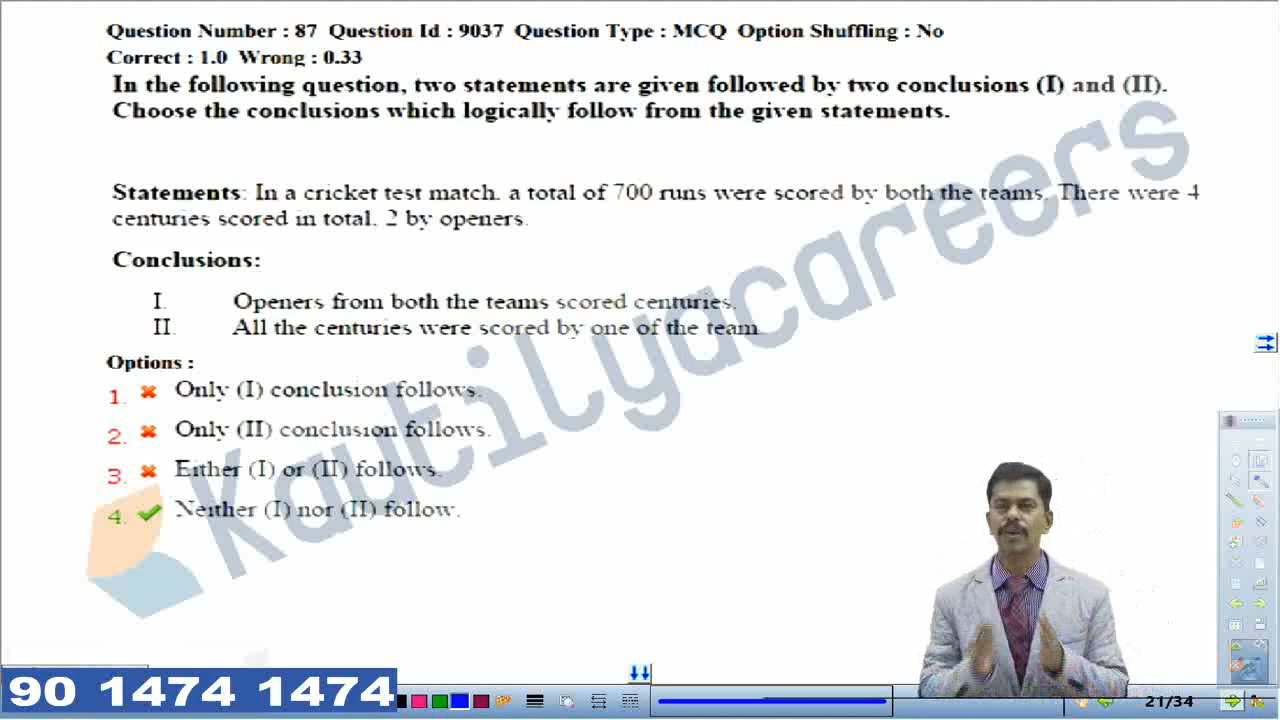 Question Number : 87 Question Id : 9037 Question Type : MCQ Option Shuffling : No
Correct : 1.0 Wrong : 0.33
In the following question, two statements are given followed by two conclusions (I) and (II).
Choose the conclusions which logically follow from the given statements.
Statements: In a cricket test match, a total of 700 runs were scored by both the teams. There were 4
centuries scored in total, 2 by openers.
Conclusions:
I. Openers from both the teams scored centuries.
II. All the centuries were scored by one of the team
Options :
1. Only (I) conclusion follows.
2. Only (II) conclusion follows.
3. Either (I) or (II) follows.
4. Neither (I) nor (II) follow.
Kautilyacareers
90 1474 1474
21/34